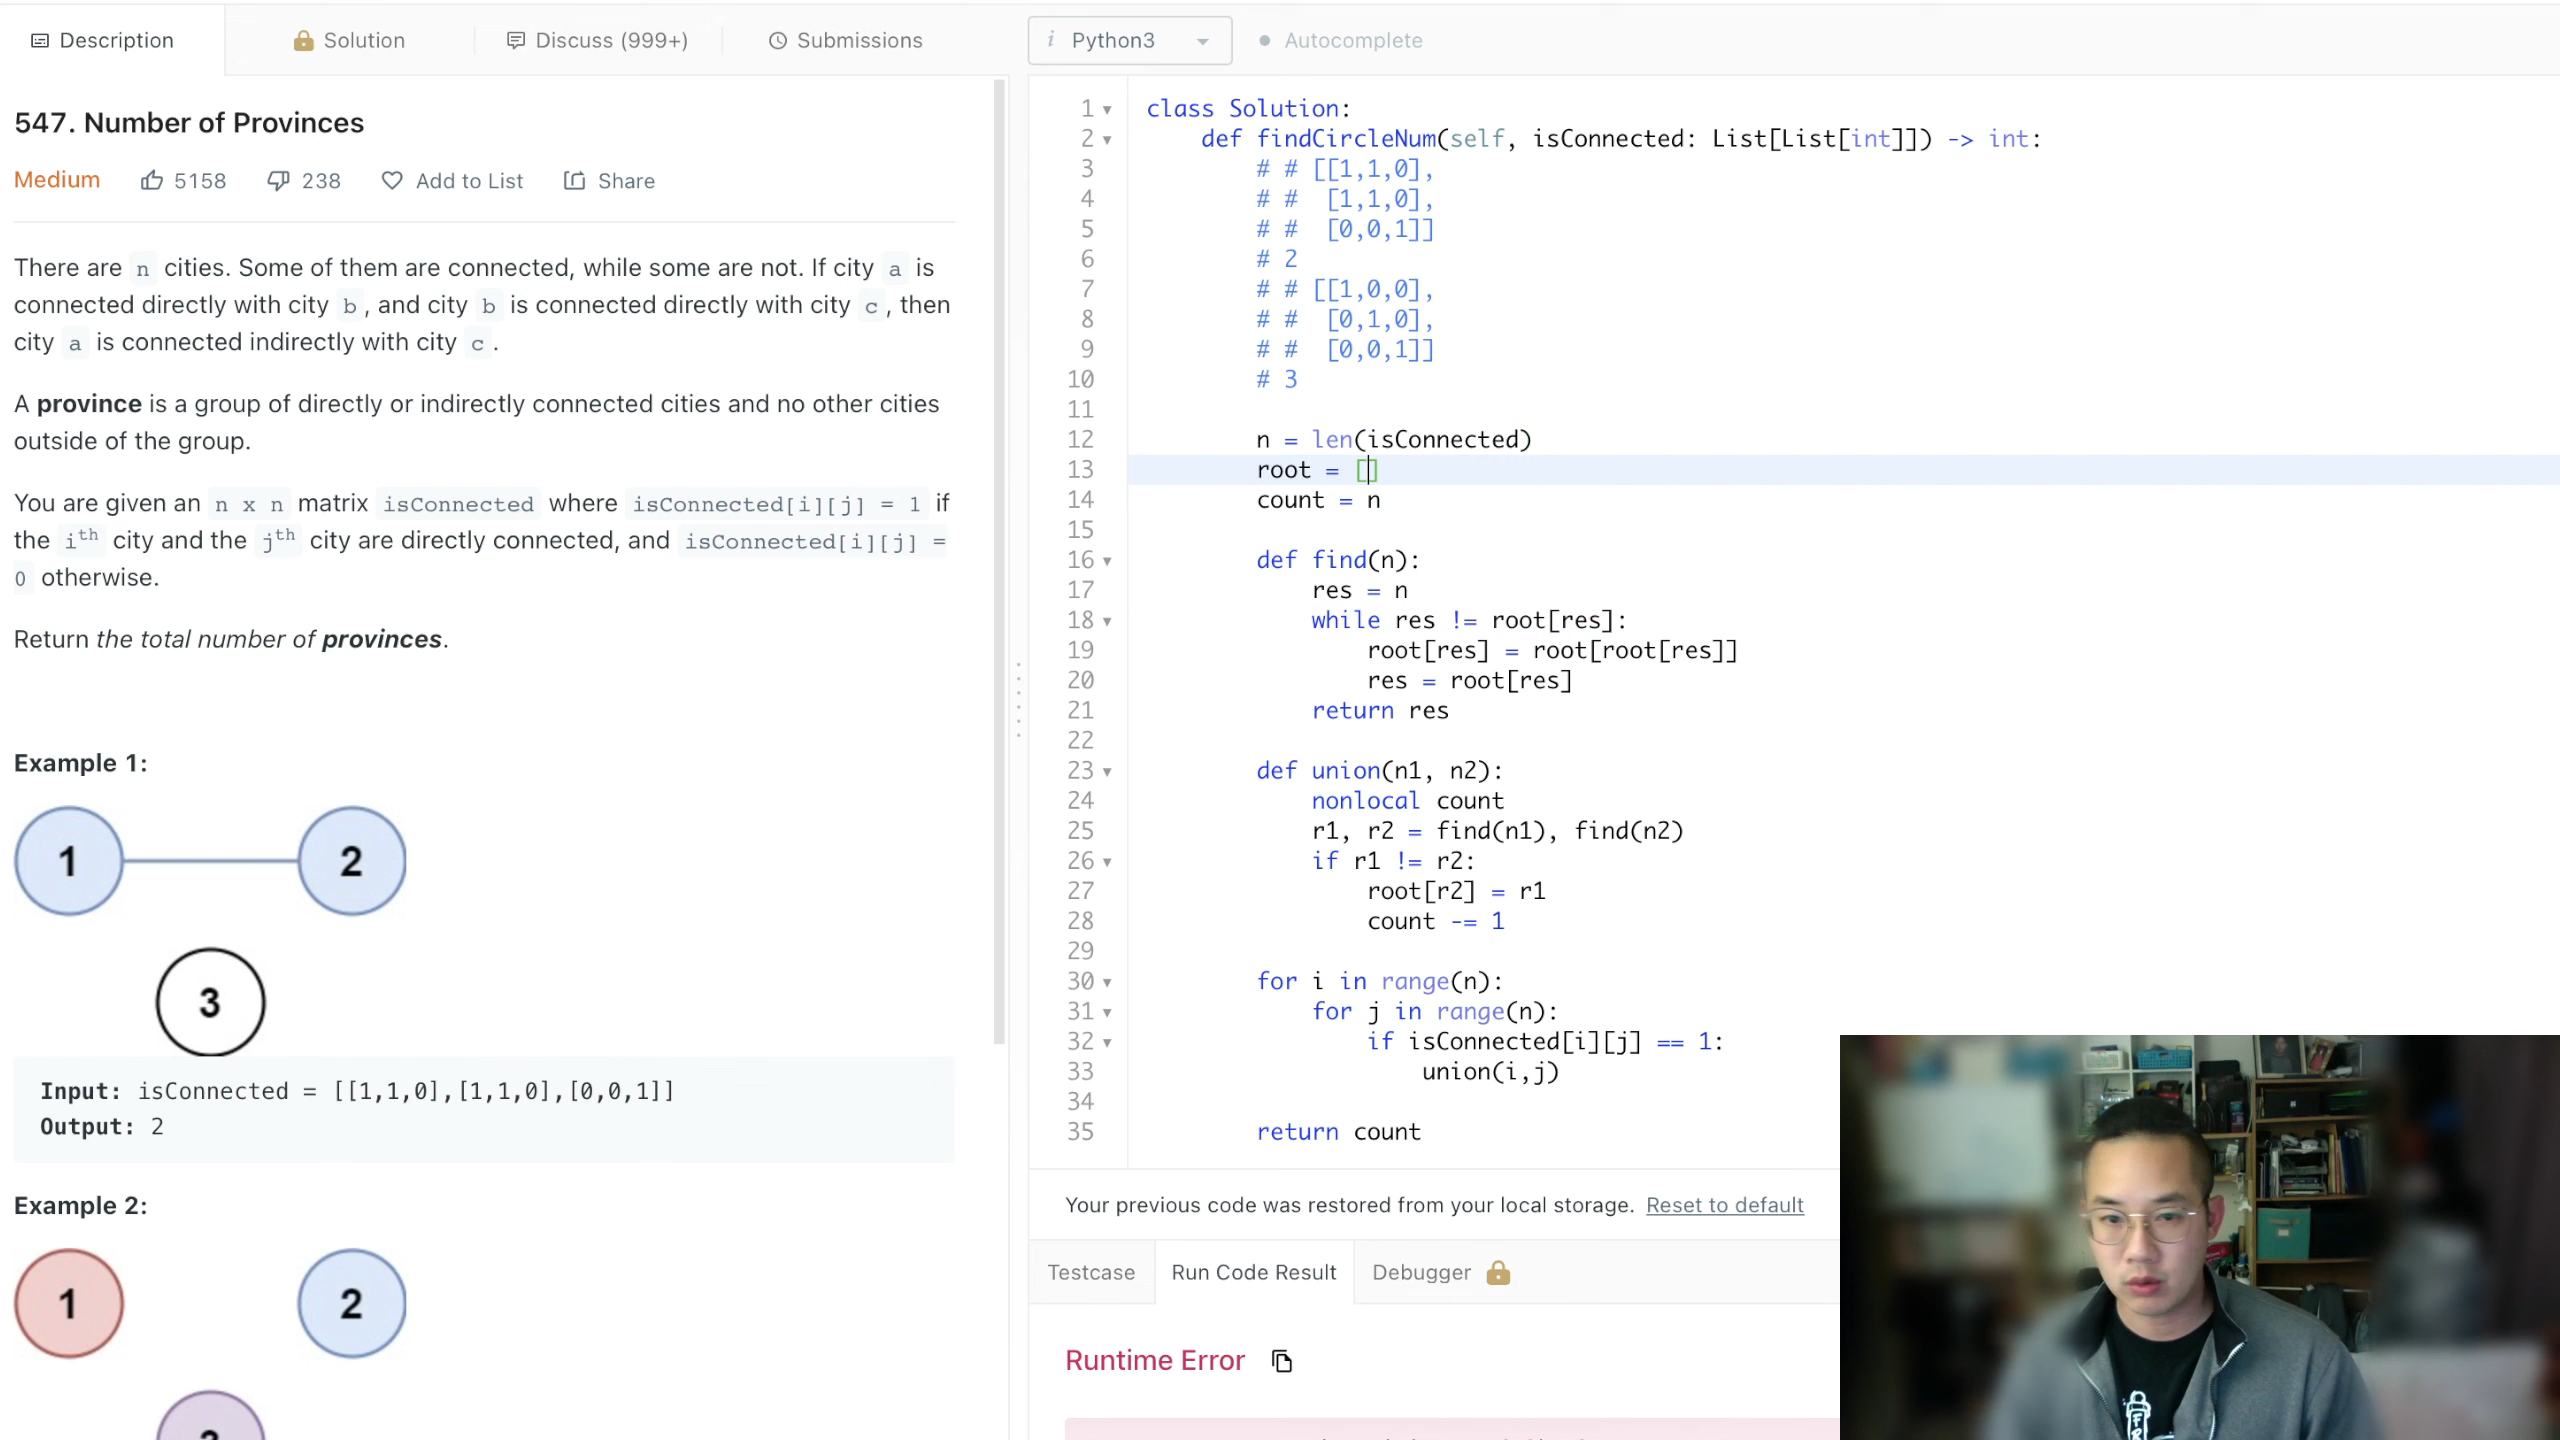 Description
Solution
Discuss (999+)
Submissions
i Python3
Autocomplete
547. Number of Provinces
Medium 5158 238 Add to List Share
There are n cities. Some of them are connected, while some are not. If city a is
connected directly with city b , and city b is connected directly with city c , then
city a is connected indirectly with city c .
A province is a group of directly or indirectly connected cities and no other cities
outside of the group.
You are given an n x n matrix isConnected where isConnected[i][j] = 1 if
the ith city and the jth city are directly connected, and isConnected[i][j] =
0 otherwise.
Return the total number of provinces.
Example 1:
1
2
3
Input: isConnected = [[1,1,0],[1,1,0],[0,0,1]]
Output: 2
Example 2:
1
2
1 class Solution:
2 def findCircleNum(self, isConnected: List[List[int]]) -> int:
3 # # [[1,1,0],
4 # # [1,1,0],
5 # # [0,0,1]]
6 # 2
7 # # [[1,0,0],
8 # # [0,1,0],
9 # # [0,0,1]]
10 # 3
11
12 n = len(isConnected)
13 root = []
14 count = n
15
16 def find(n):
17 res = n
18 while res != root[res]:
19 root[res] = root[root[res]]
20 res = root[res]
21 return res
22
23 def union(n1, n2):
24 nonlocal count
25 r1, r2 = find(n1), find(n2)
26 if r1 != r2:
27 root[r2] = r1
28 count -= 1
29
30 for i in range(n):
31 for j in range(n):
32 if isConnected[i][j] == 1:
33 union(i,j)
34
35 return count
Your previous code was restored from your local storage. Reset to default
Testcase
Run Code Result
Debugger
Runtime Error